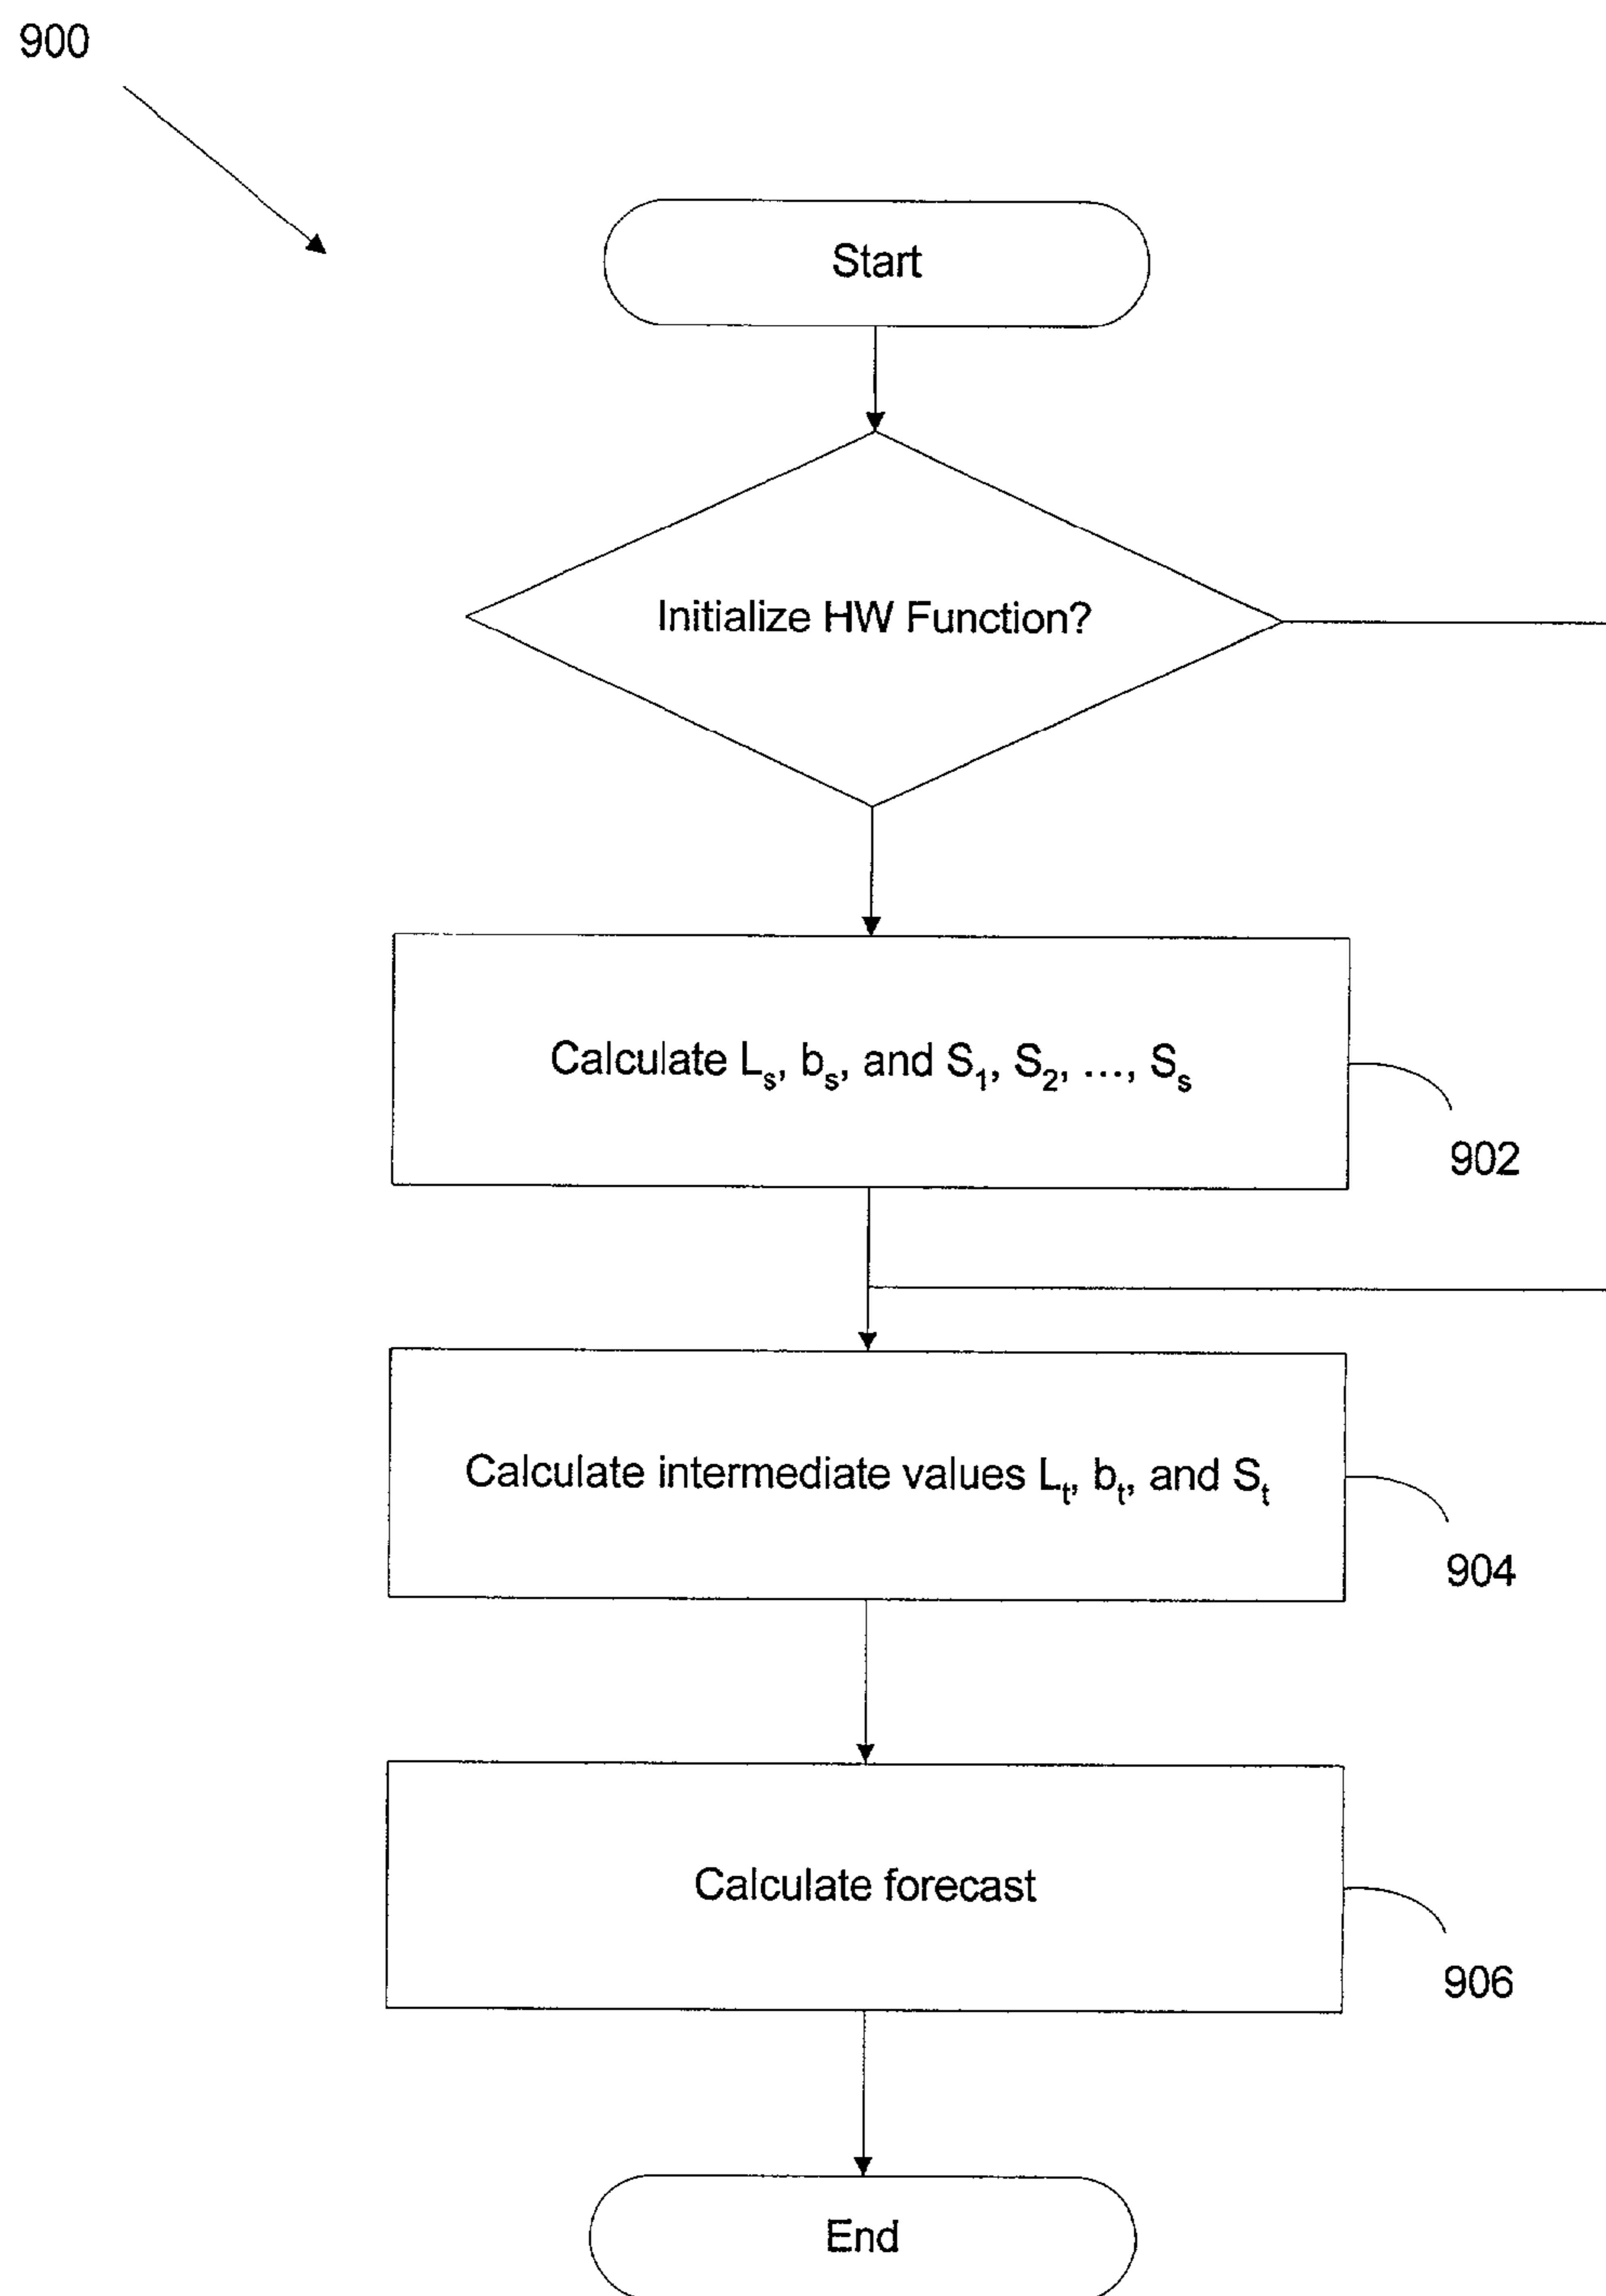 900
Start
Initialize HW Function?
Calculate Lₛ, bₛ, and S₁, S₂, ..., Sₛ
902
Calculate intermediate values Lₜ, bₜ, and Sₜ
904
Calculate forecast
906
End